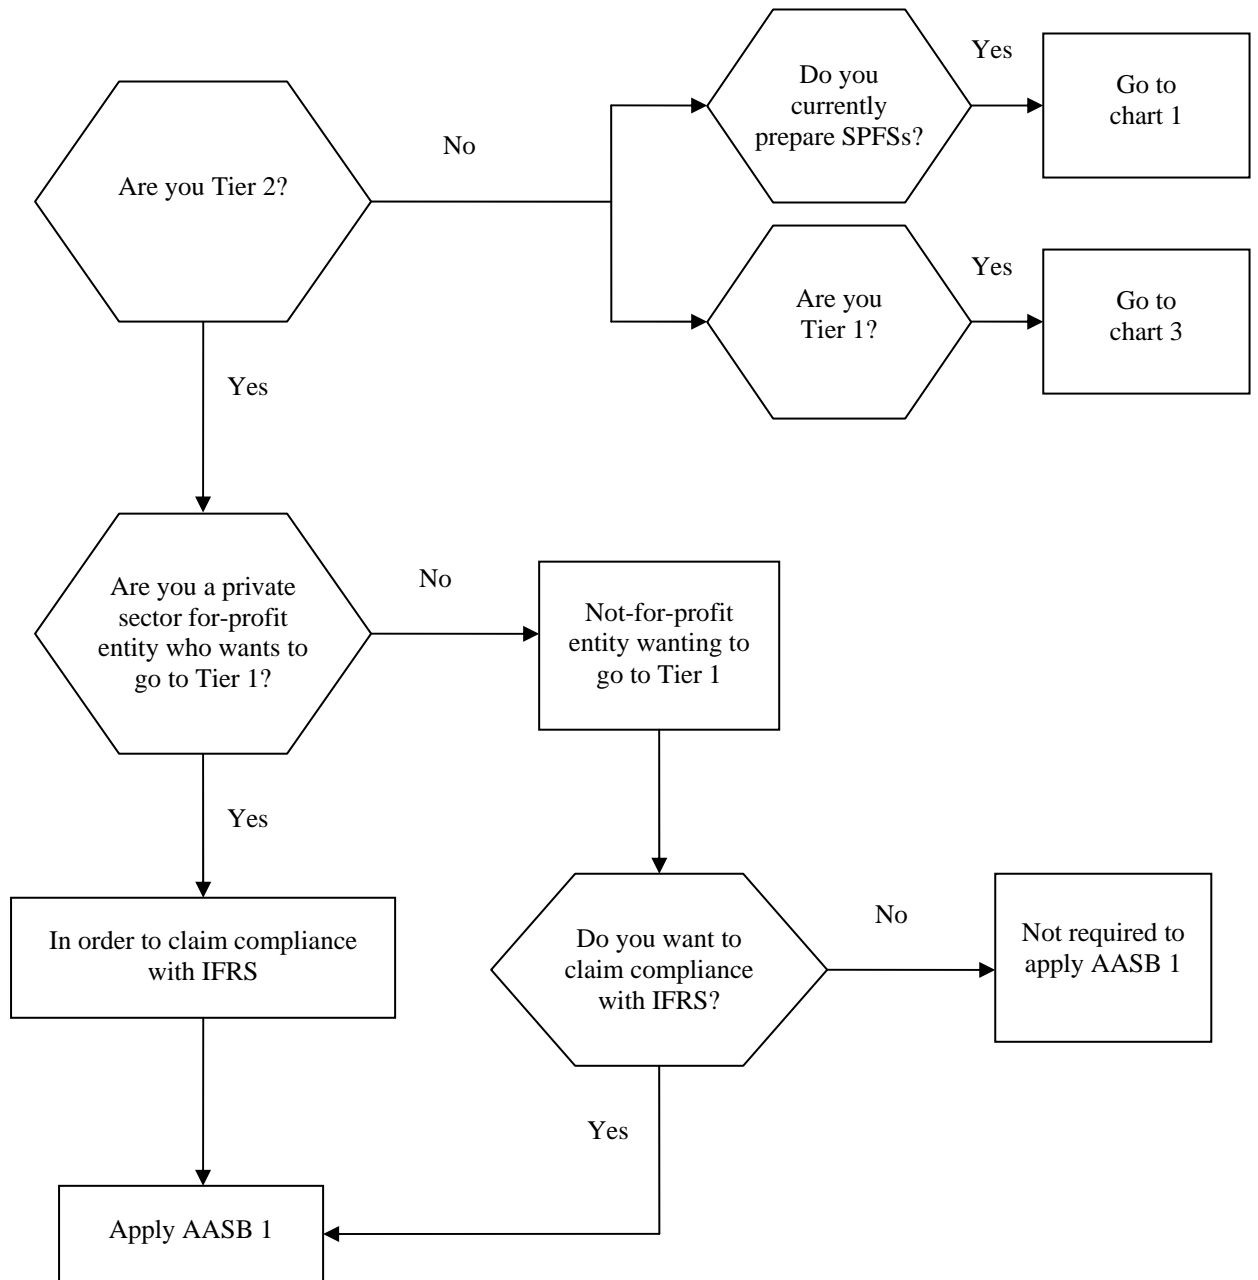 Do you
currently
prepare SPFSs?
Yes
Go to
chart 1
Are you Tier 2?
No
Are you
Tier 1?
Yes
Go to
chart 3
Yes
Are you a private
sector for-profit
entity who wants to
go to Tier 1?
No
Not-for-profit
entity wanting to
go to Tier 1
Yes
In order to claim compliance
with IFRS
Do you want to
claim compliance
with IFRS?
No
Not required to
apply AASB 1
Yes
Apply AASB 1